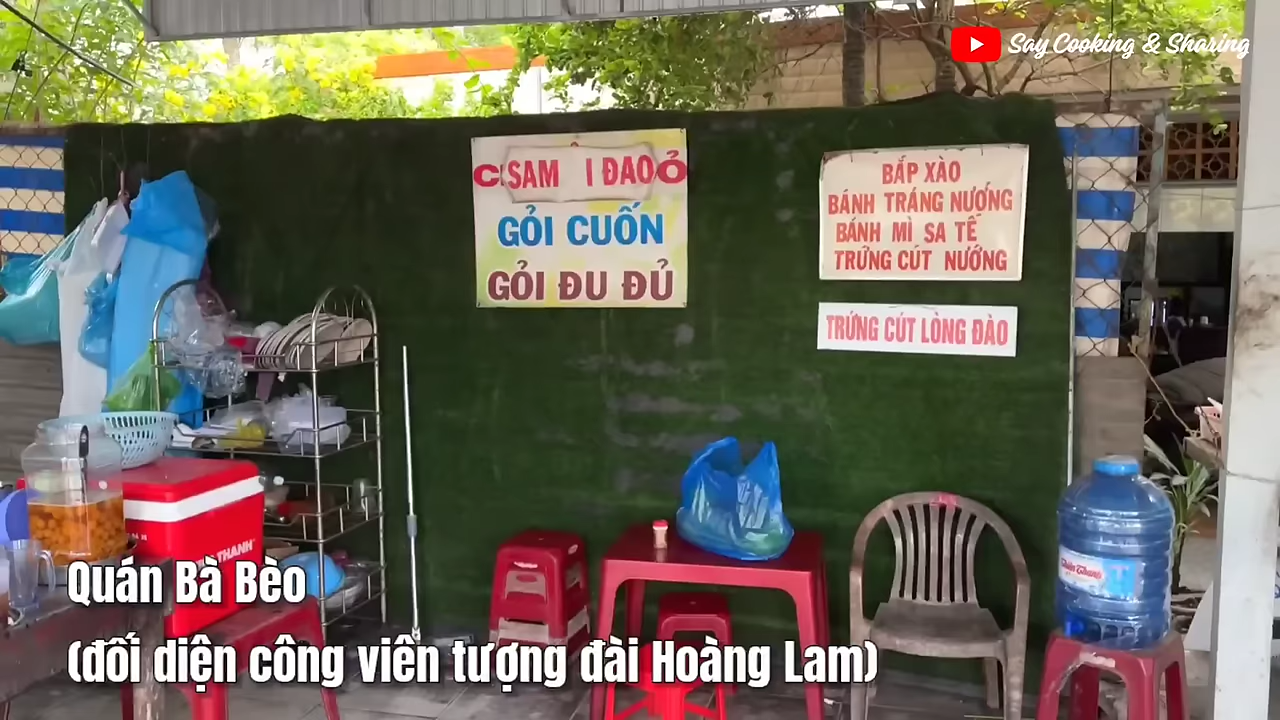 Say Cooking & Sharing
SAM I ĐAO
GỎI CUỐN
GỎI ĐU ĐỦ
BẮP XÀO
BÁNH TRÁNG NƯỚNG
BÁNH MÌ SA TẾ
TRỨNG CÚT NƯỚNG
TRỨNG CÚT LÒNG ĐÀO
THANH
Quán Bà Bèo
(đối diện công viên tượng đài Hoàng Lam)